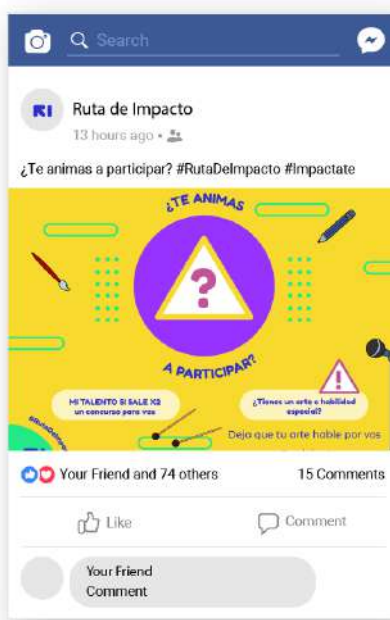 Search
RI
Ruta de Impacto
13 hours ago •
¿Te animas a participar? #RutaDeImpacto #Impactate
¿TE ANIMAS
?
A PARTICIPAR?
!
MI TALENTO SI SALE X2
un concurso para vos
¿Tienes un arte o habilidad
especial?
Deja que tu arte hable por vos
#RutaDeImp
Your Friend and 74 others
15 Comments
Like
Comment
Your Friend
Comment